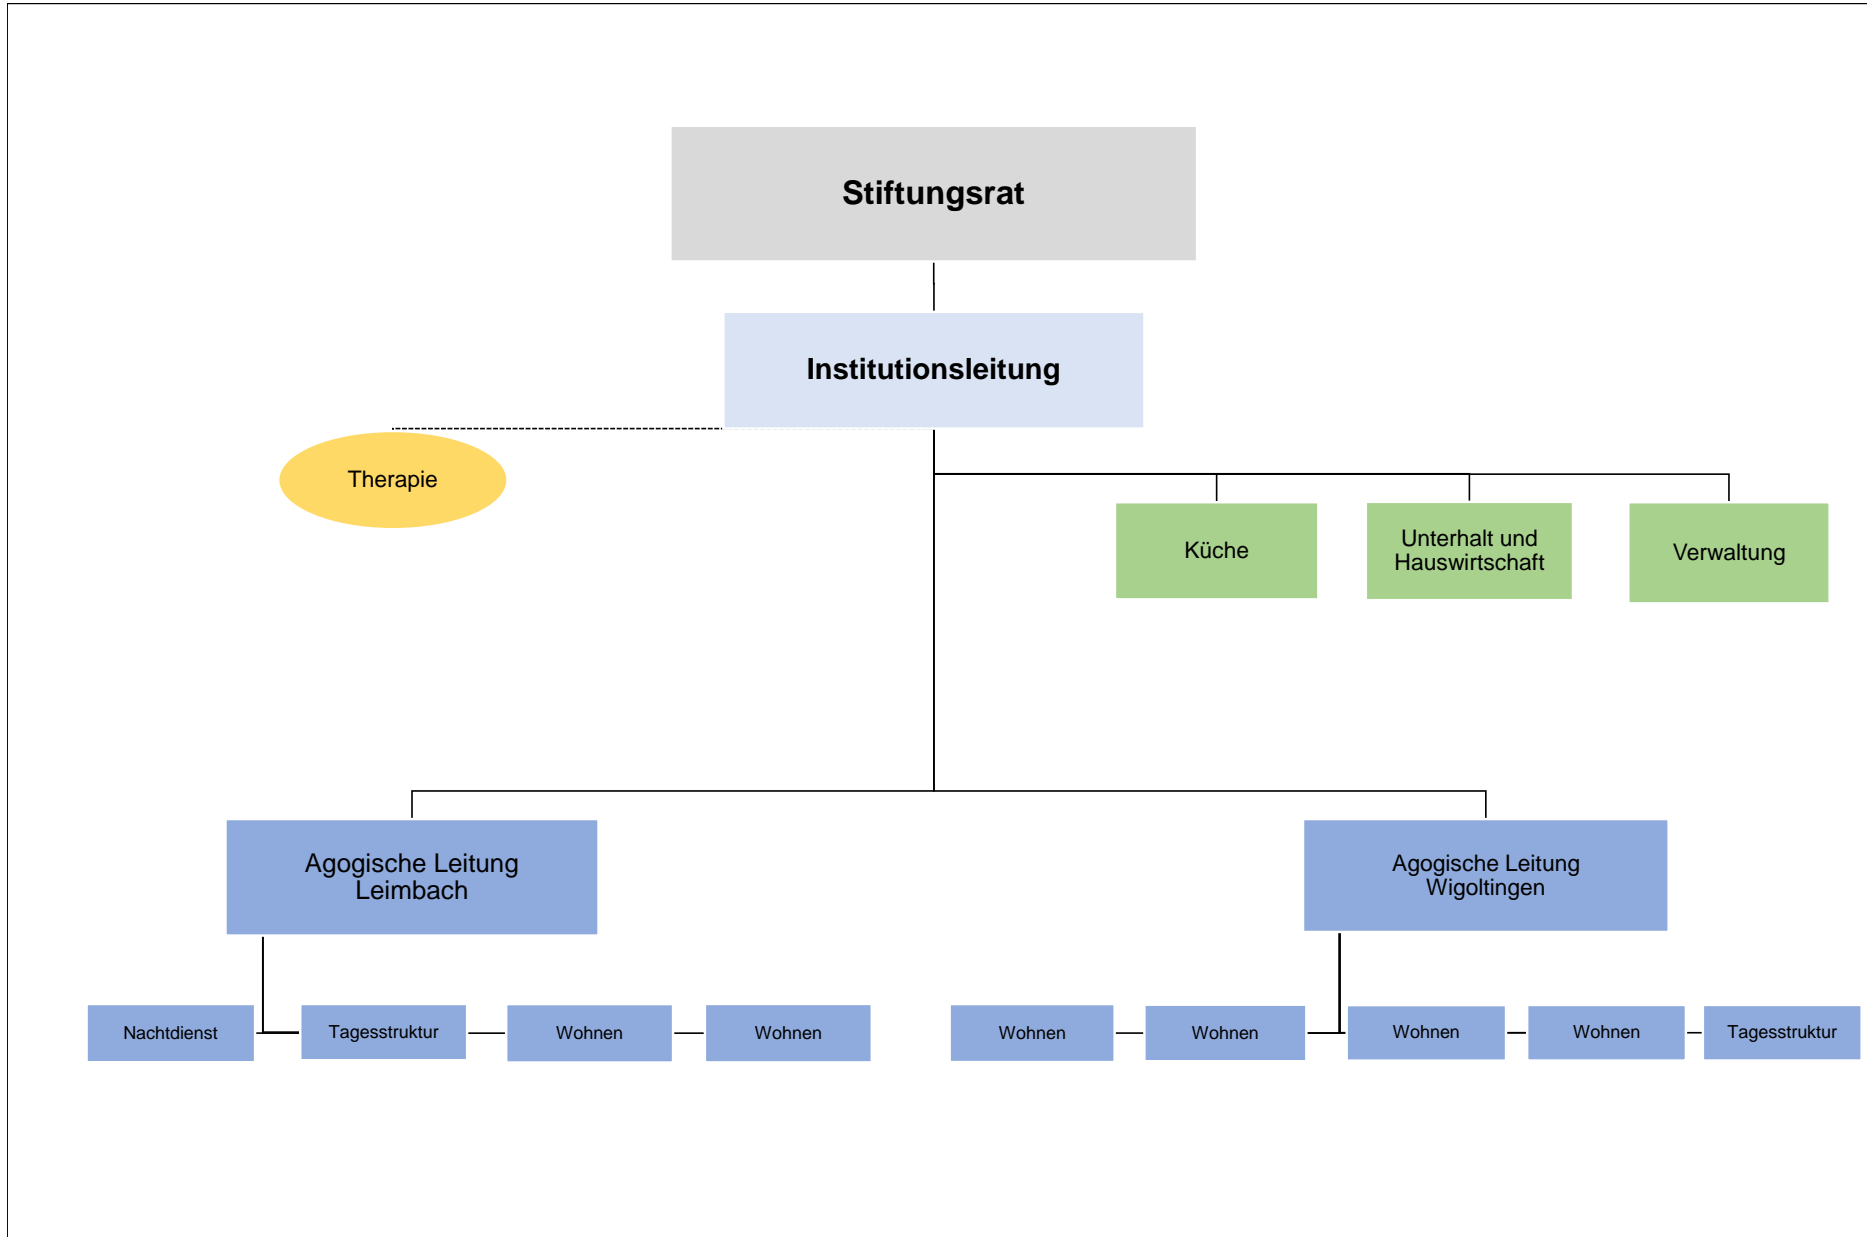 Stiftungsrat
Institutionsleitung
Therapie
Küche
Unterhalt und
Hauswirtschaft
Verwaltung
Agogische Leitung
Leimbach
Agogische Leitung
Wigoltingen
Nachtdienst
Tagesstruktur
Wohnen
Wohnen
Wohnen
Wohnen
Wohnen
Wohnen
Tagesstruktur